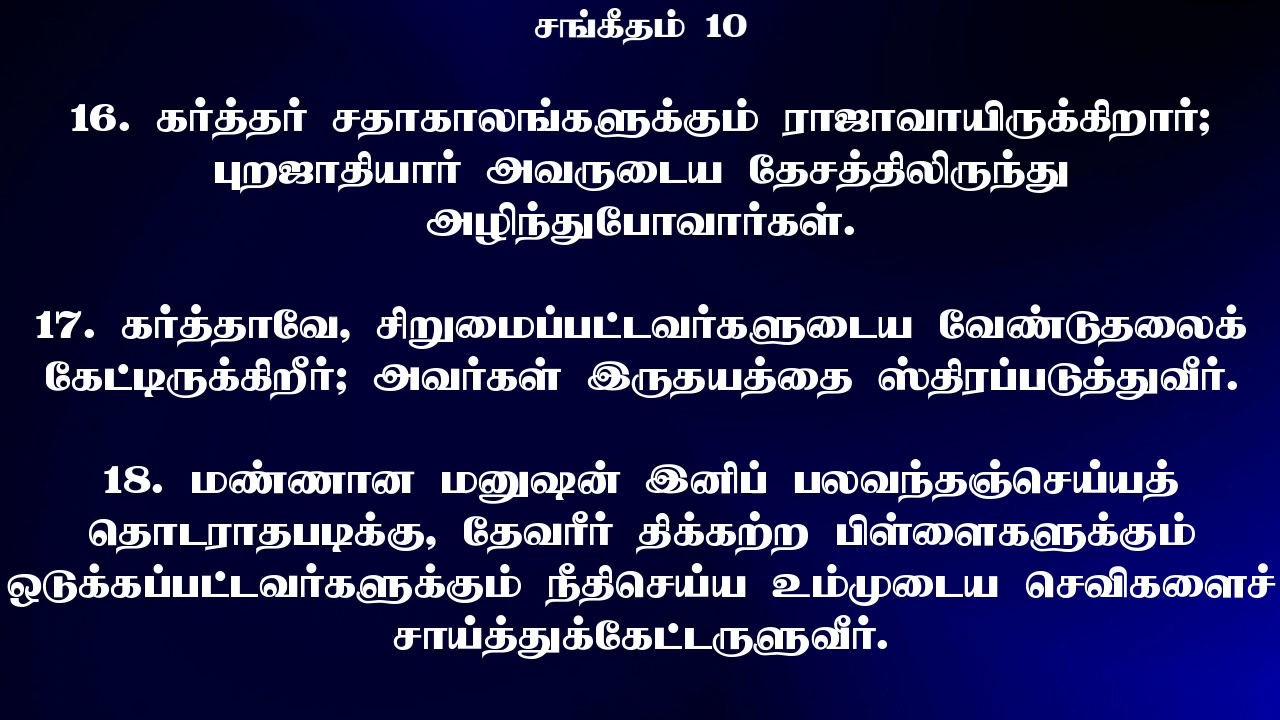 சங்கீதம் 10
16. கர்த்தர் சதாகாலங்களுக்கும் ராஜாவாயிருக்கிறார்;
புறஜாதியார் அவருடைய தேசத்திலிருந்து
அழிந்துபோவார்கள்.
17. கர்த்தாவே, சிறுமைப்பட்டவர்களுடைய வேண்டுதலைக்
கேட்டிருக்கிறீர்; அவர்கள் இருதயத்தை ஸ்திரப்படுத்துவீர்.
18. மண்ணான மனுஷன் இனிப் பலவந்தஞ்செய்யத்
தொடராதபடிக்கு, தேவரீர் திக்கற்ற பிள்ளைகளுக்கும்
ஒடுக்கப்பட்டவர்களுக்கும் நீதிசெய்ய உம்முடைய செவிகளைச்
சாய்த்துக்கேட்டருளுவீர்.